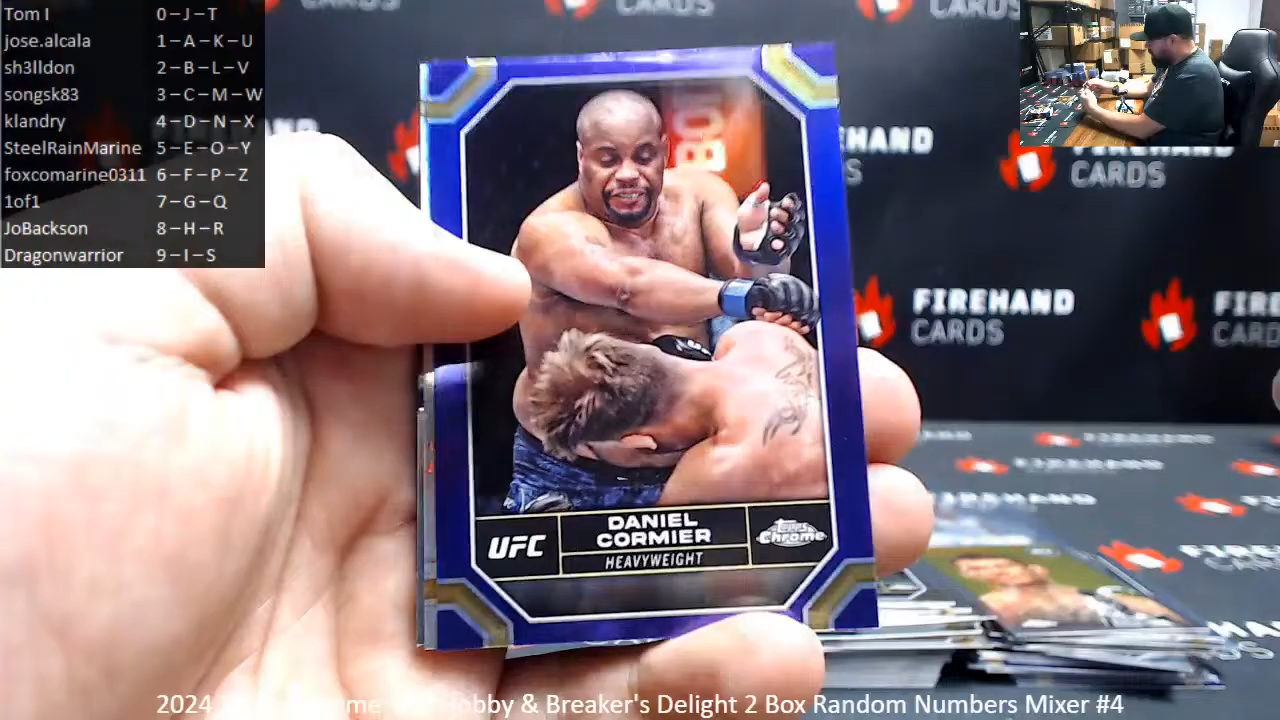 Tom I 0-J-T
jose.alcala 1-A-K-U
sh3lldon 2-B-L-V
songsk83 3-C-M-W
klandry 4-D-N-X
SteelRainMarine 5-E-O-Y
foxcomarine0311 6-F-P-Z
1of1 7-G-Q
JoBackson 8-H-R
Dragonwarrior 9-I-S
CARDS
FIREHAND
CARDS
FIREHAND
CARDS
DANIEL
CORMIER
HEAVYWEIGHT
UFC
Topps
Chrome
2024 Hobby & Breaker's Delight 2 Box Random Numbers Mixer #4